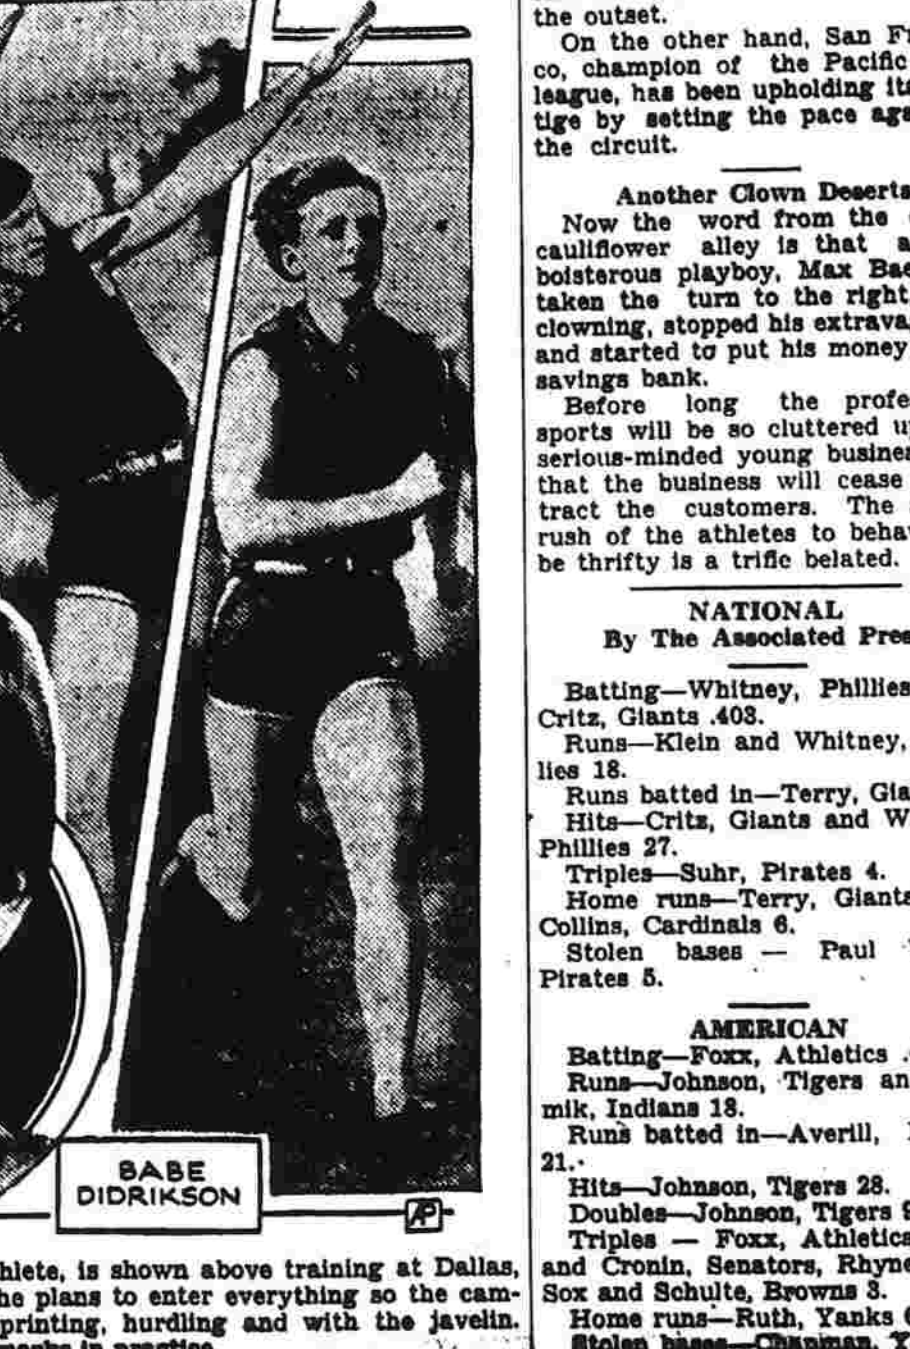 BABE
DIDRIKSON
AP
hlete, is shown above training at Dallas,
he plans to enter everything so the cam-
printing, hurdling and with the javelin.
the outset.
On the other hand, San F
co, champion of the Pacific
league, has been upholding it
tige by setting the pace aga
the circuit.
Another Clown Deserts
Now the word from the
cauliflower alley is that a
boisterous playboy, Max Bae
taken the turn to the right
clowning, stopped his extrava
and started to put his money
savings bank.
Before long the profe
sports will be so cluttered u
serious-minded young busines
that the business will cease
tract the customers. The
rush of the athletes to beha
be thrifty is a trifle belated.
NATIONAL
By The Associated Pres
Batting—Whitney, Phillies
Critz, Giants .403.
Runs—Klein and Whitney,
lies 18.
Runs batted in—Terry, Gia
Hits—Critz, Giants and W
Phillies 27.
Triples—Suhr, Pirates 4.
Home runs—Terry, Giants
Collins, Cardinals 6.
Stolen bases — Paul
Pirates 5.
AMERICAN
Batting—Foxx, Athletics .
Runs—Johnson, Tigers an
mik, Indians 18.
Runs batted in—Averill,
21.
Hits—Johnson, Tigers 28.
Doubles—Johnson, Tigers 9
Triples — Foxx, Athletics
and Cronin, Senators, Rhyne
Sox and Schulte, Browns 3.
Home runs—Ruth, Yanks 6
Stolen bases—Chapman, Y